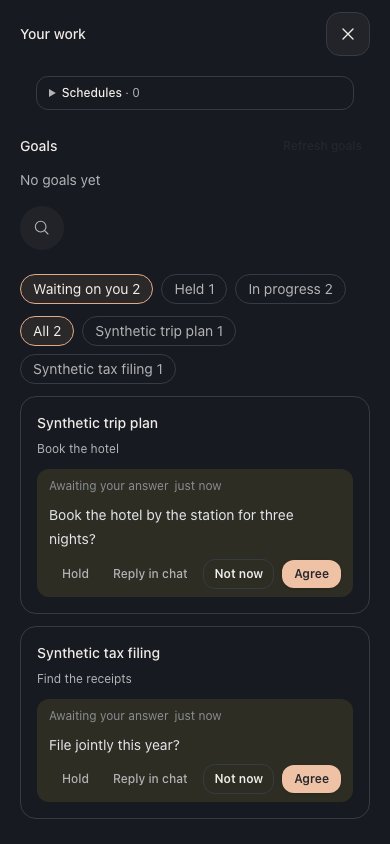 Your work
Schedules · 0
Goals
Refresh goals
No goals yet
Waiting on you 2
Held 1
In progress 2
All 2
Synthetic trip plan 1
Synthetic tax filing 1
Synthetic trip plan
Book the hotel
Awaiting your answer just now
Book the hotel by the station for three
nights?
Hold
Reply in chat
Not now
Agree
Synthetic tax filing
Find the receipts
Awaiting your answer just now
File jointly this year?
Hold
Reply in chat
Not now
Agree